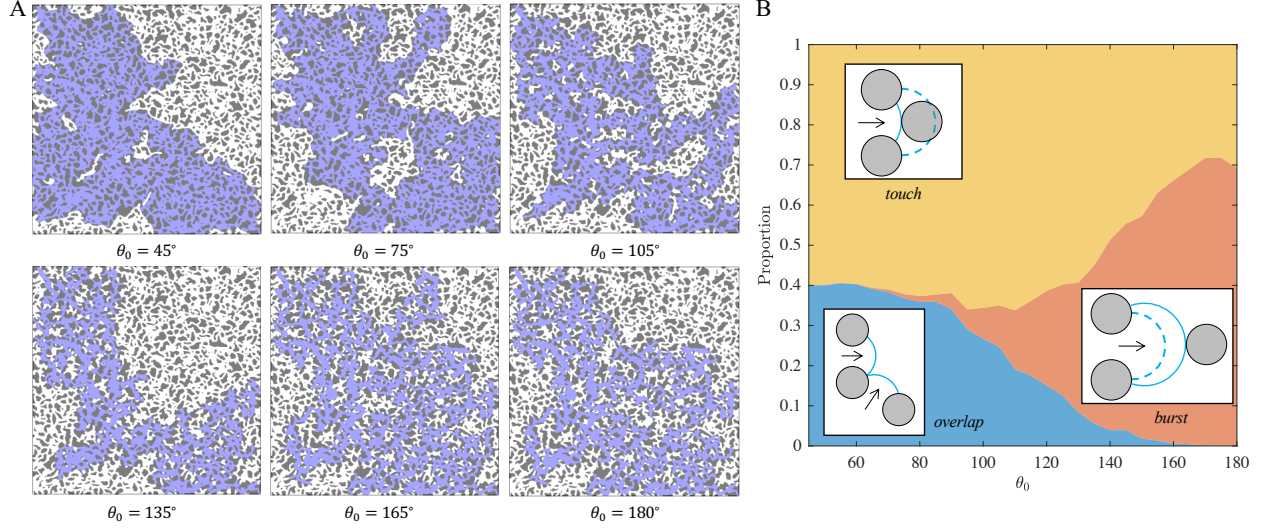 A
θ₀ = 45°
θ₀ = 75°
θ₀ = 105°
θ₀ = 135°
θ₀ = 165°
θ₀ = 180°
B
Proportion
1
0.9
0.8
0.7
0.6
0.5
0.4
0.3
0.2
0.1
0
touch
overlap
burst
60
80
100
120
140
160
180
θ₀